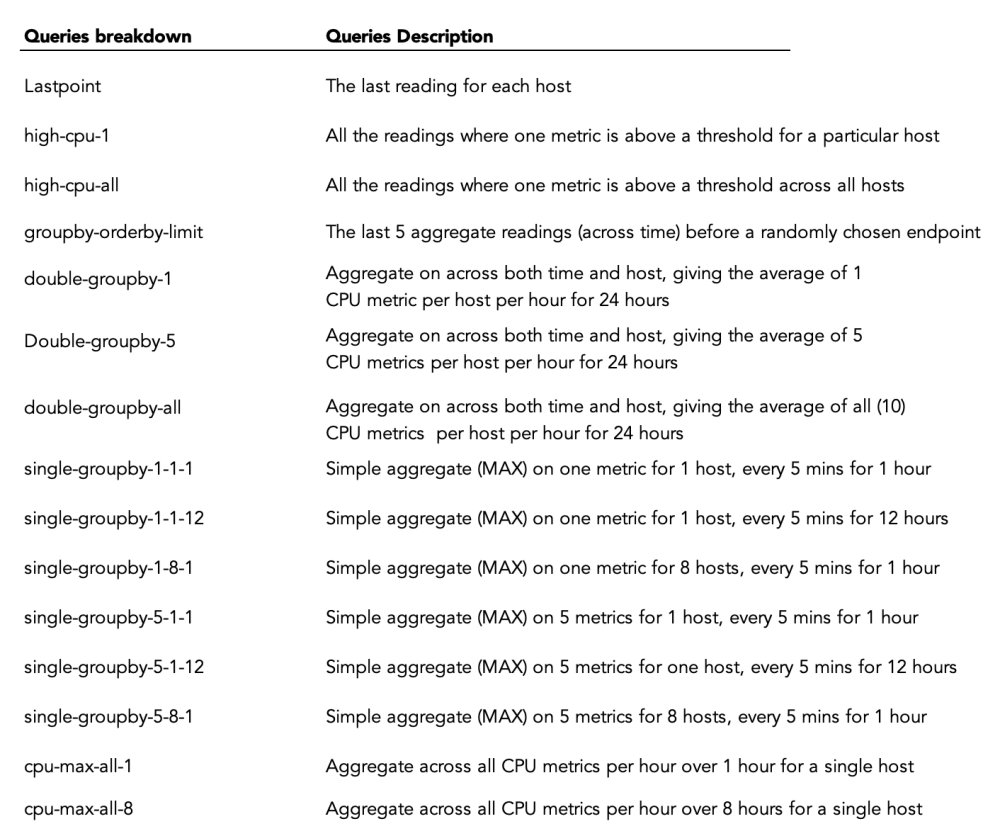 Queries breakdown Queries Description
Lastpoint The last reading for each host
high-cpu-1 All the readings where one metric is above a threshold for a particular host
high-cpu-all All the readings where one metric is above a threshold across all hosts
groupby-orderby-limit The last 5 aggregate readings (across time) before a randomly chosen endpoint
double-groupby-1 Aggregate on across both time and host, giving the average of 1
CPU metric per host per hour for 24 hours
Double-groupby-5 Aggregate on across both time and host, giving the average of 5
CPU metrics per host per hour for 24 hours
double-groupby-all Aggregate on across both time and host, giving the average of all (10)
CPU metrics per host per hour for 24 hours
single-groupby-1-1-1 Simple aggregate (MAX) on one metric for 1 host, every 5 mins for 1 hour
single-groupby-1-1-12 Simple aggregate (MAX) on one metric for 1 host, every 5 mins for 12 hours
single-groupby-1-8-1 Simple aggregate (MAX) on one metric for 8 hosts, every 5 mins for 1 hour
single-groupby-5-1-1 Simple aggregate (MAX) on 5 metrics for 1 host, every 5 mins for 1 hour
single-groupby-5-1-12 Simple aggregate (MAX) on 5 metrics for one host, every 5 mins for 12 hours
single-groupby-5-8-1 Simple aggregate (MAX) on 5 metrics for 8 hosts, every 5 mins for 1 hour
cpu-max-all-1 Aggregate across all CPU metrics per hour over 1 hour for a single host
cpu-max-all-8 Aggregate across all CPU metrics per hour over 8 hours for a single host